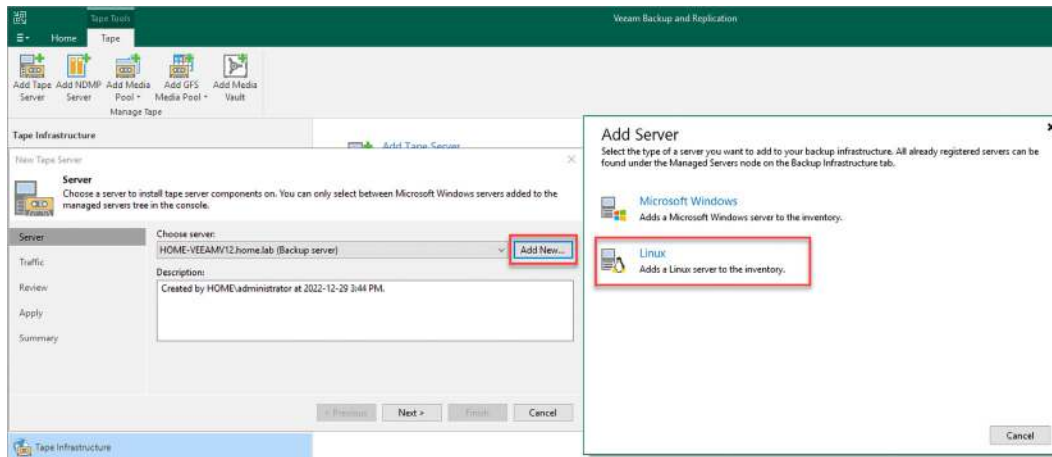 Tape Tools
Veeam Backup and Replication
Home Tape
Add Tape Server
Add NDMP Server
Add Media Pool
Add GFS Media Pool
Add Media Vault
Manage Tape
Tape Infrastructure
Add Tape Server
New Tape Server
Server
Choose a server to install tape server components on. You can only select between Microsoft Windows servers added to the
managed servers tree in the console.
Server
Traffic
Review
Apply
Summary
Choose server:
HOME-VEEAMV12.home.lab (Backup server)
Add New...
Description:
Created by HOME\administrator at 2022-12-29 3:44 PM.
< Previous Next > Finish Cancel
Tape Infrastructure
Add Server
Select the type of a server you want to add to your backup infrastructure. All already registered servers can be
found under the Managed Servers node on the Backup Infrastructure tab.
Microsoft Windows
Adds a Microsoft Windows server to the inventory.
Linux
Adds a Linux server to the inventory.
Cancel